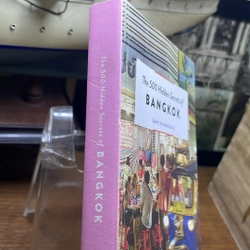 The 500 Hidden Secrets of
BANGKOK
The 500 Hidden Secrets of
BANGKOK